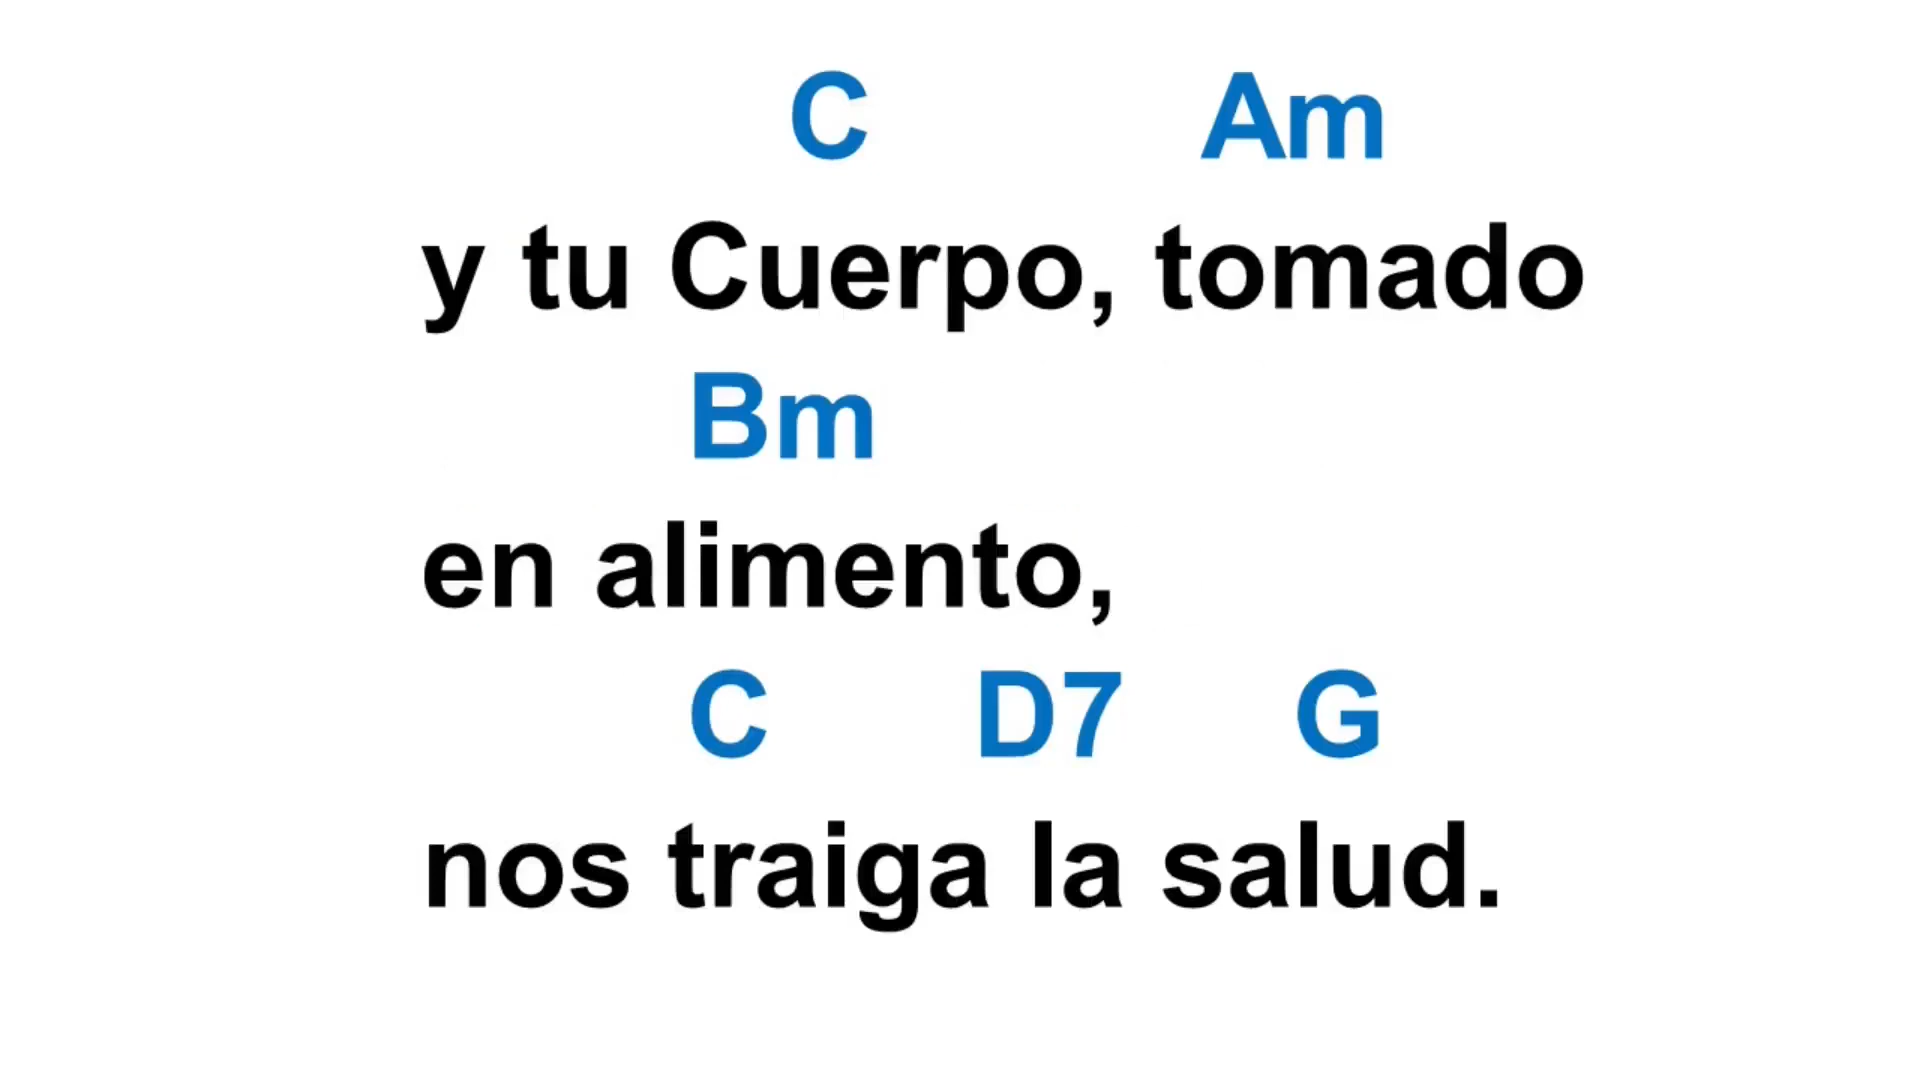 C Am
y tu Cuerpo, tomado
Bm
en alimento,
C D7 G
nos traiga la salud.